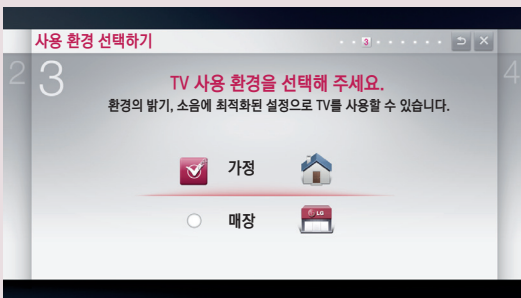 사용 환경 선택하기
3
2
3
4
TV 사용 환경을 선택해 주세요.
환경의 밝기, 소음에 최적화된 설정으로 TV를 사용할 수 있습니다.
가정
매장
LG